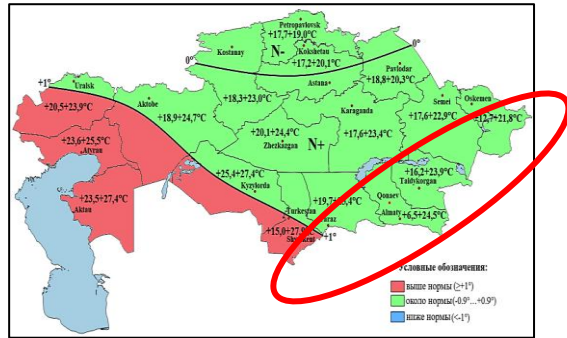 Petropavlovsk
+17,7+19,0°C
Kostanay
N-
Kokshetau
0°
+17,2+20,1°C
0°
Pavlodar
+1°
Uralsk
Astana
+18,8+20,3°C
+20,5+23,9°C
Aktobe
+18,3+23,0°C
Semei
Oskemen
+18,9+24,7°C
Karaganda
+17,6+22,9°C
+12,7+21,8°C
+23,6+25,5°C
Atyrau
+20,1+24,4°C
Zhezkazgan
N+
+17,6+23,4°C
+25,4+27,4°C
+16,2+23,9°C
Taldykorgan
+23,5+27,4°C
Kyzylorda
Aktau
Turkestan
Qonaev
Almaty
+6,5+24,5°C
+1°
Условные обозначения:
выше нормы (≥+1°)
около нормы(-0.9°...+0.9°)
ниже нормы (<-1°)